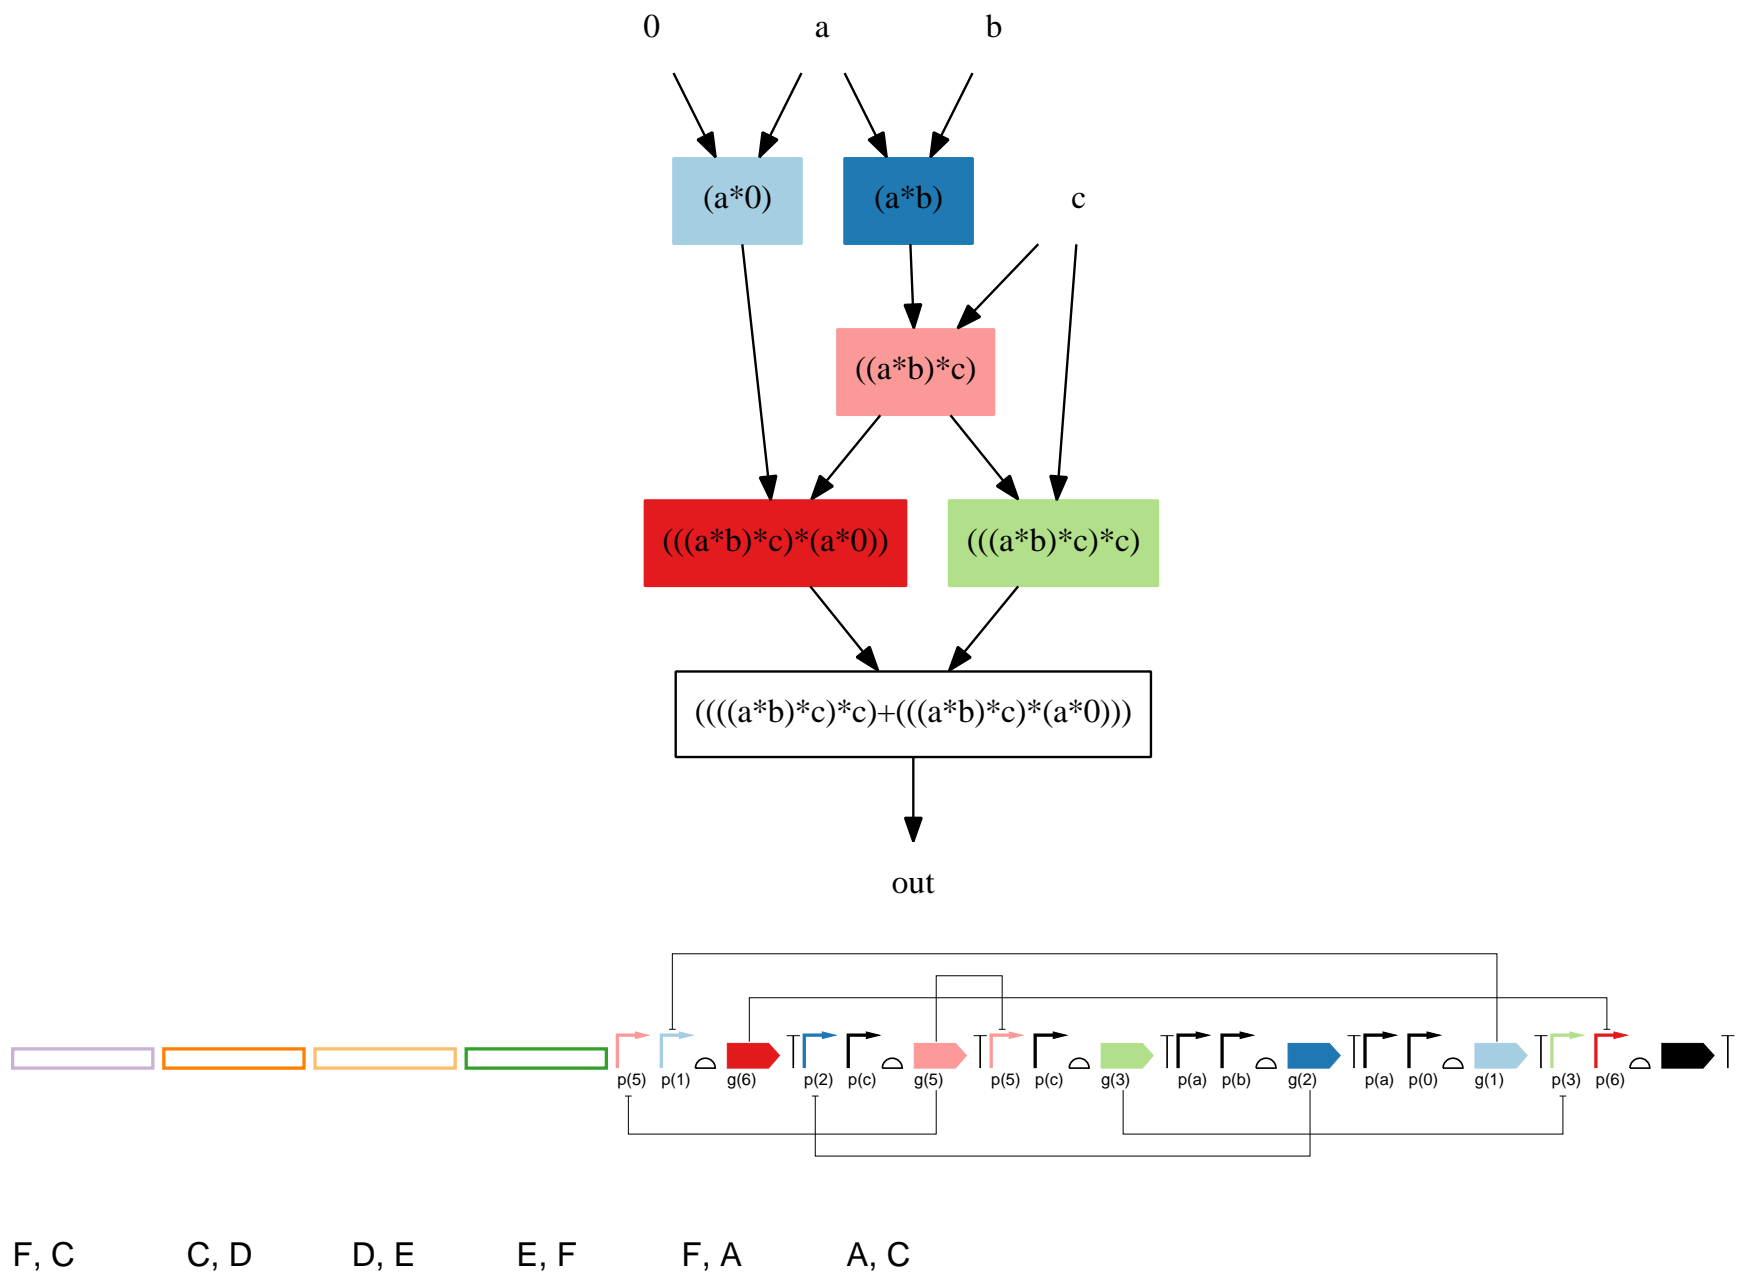 0 a b
(a*0) (a*b) c
((a*b)*c)
(((a*b)*c)*(a*0)) (((a*b)*c)*c)
((((a*b)*c)*c)+(((a*b)*c)*(a*0)))
out
p(5) p(1) g(6) p(2) p(c) g(5) p(5) p(c) g(3) p(a) p(b) g(2) p(a) p(0) g(1) p(3) p(6)
F, C C, D D, E E, F F, A A, C